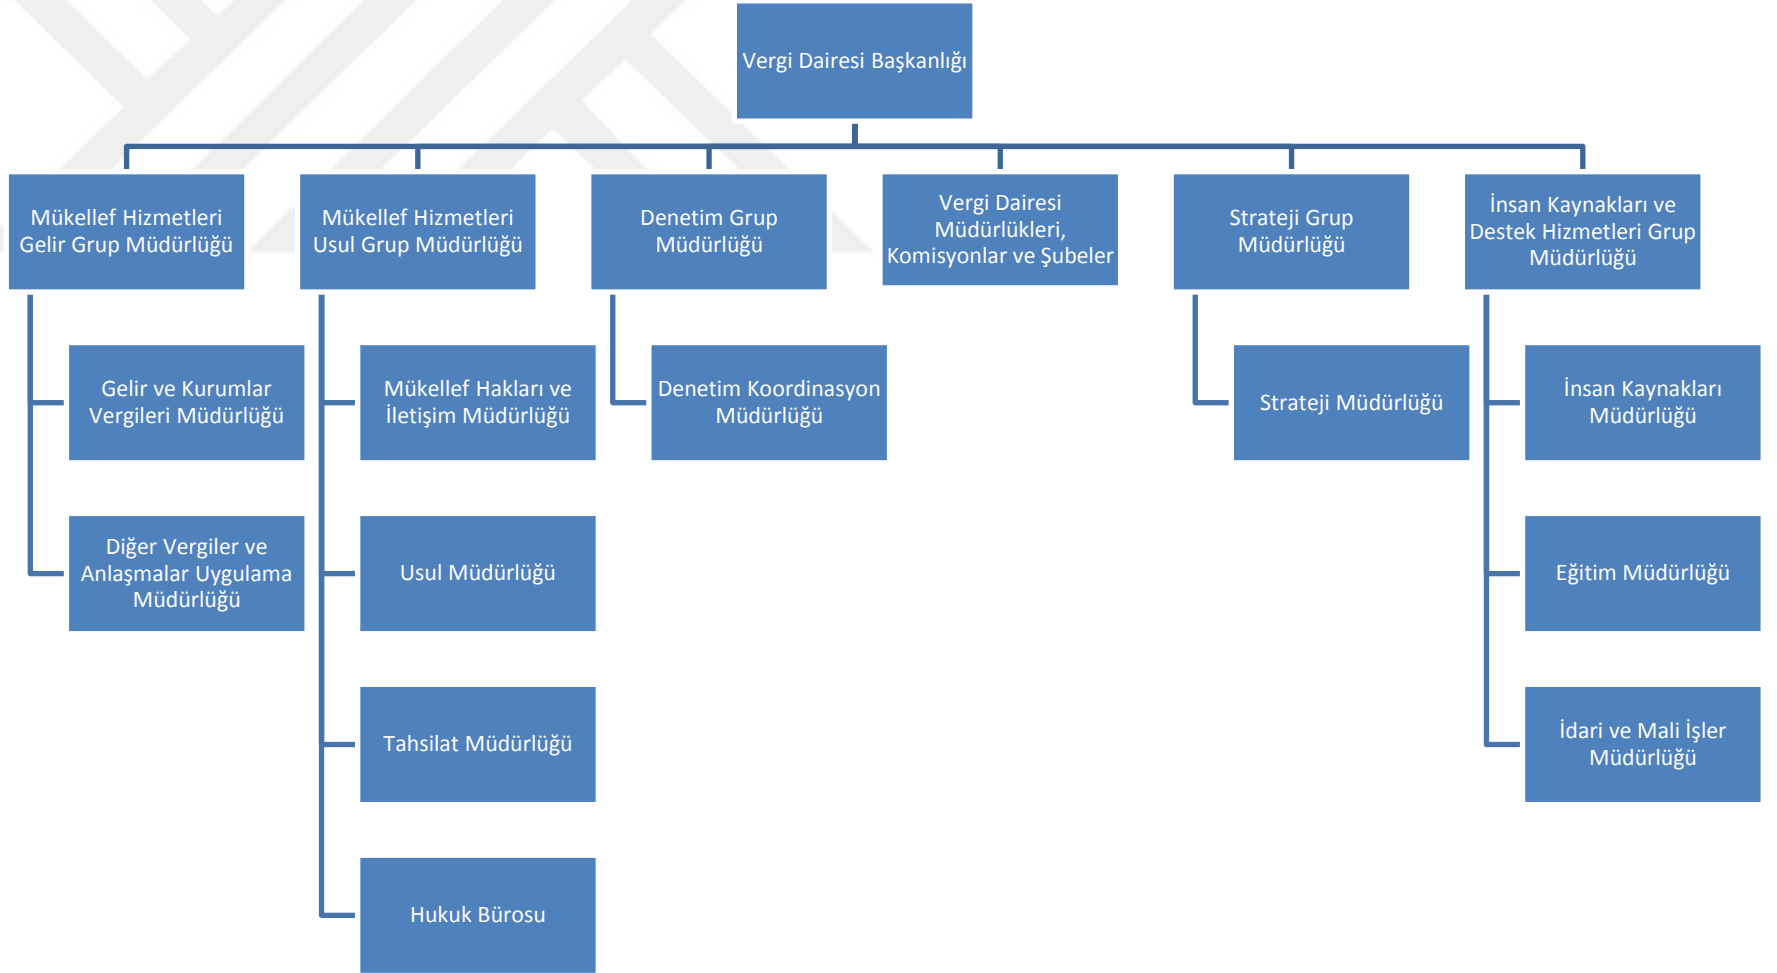 Vergi Dairesi Başkanlığı
Mükellef Hizmetleri
Gelir Grup Müdürlüğü
Mükellef Hizmetleri
Usul Grup Müdürlüğü
Denetim Grup
Müdürlüğü
Vergi Dairesi
Müdürlükleri,
Komisyonlar ve Şubeler
Strateji Grup
Müdürlüğü
İnsan Kaynakları ve
Destek Hizmetleri Grup
Müdürlüğü
Gelir ve Kurumlar
Vergileri Müdürlüğü
Mükellef Hakları ve
İletişim Müdürlüğü
Denetim Koordinasyon
Müdürlüğü
Strateji Müdürlüğü
İnsan Kaynakları
Müdürlüğü
Diğer Vergiler ve
Anlaşmalar Uygulama
Müdürlüğü
Usul Müdürlüğü
Eğitim Müdürlüğü
Tahsilat Müdürlüğü
İdari ve Mali İşler
Müdürlüğü
Hukuk Bürosu